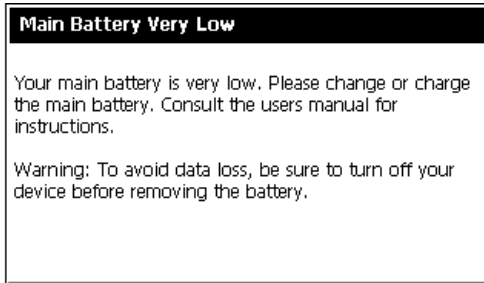 Main Battery Very Low
Your main battery is very low. Please change or charge
the main battery. Consult the users manual for
instructions.
Warning: To avoid data loss, be sure to turn off your
device before removing the battery.